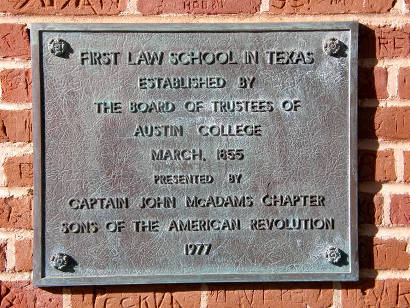 FIRST LAW SCHOOL IN TEXAS
ESTABLISHED BY
THE BOARD OF TRUSTEES OF
AUSTIN COLLEGE
MARCH, 1855
PRESENTED BY
CAPTAIN JOHN McADAMS CHAPTER
SONS OF THE AMERICAN REVOLUTION
1977